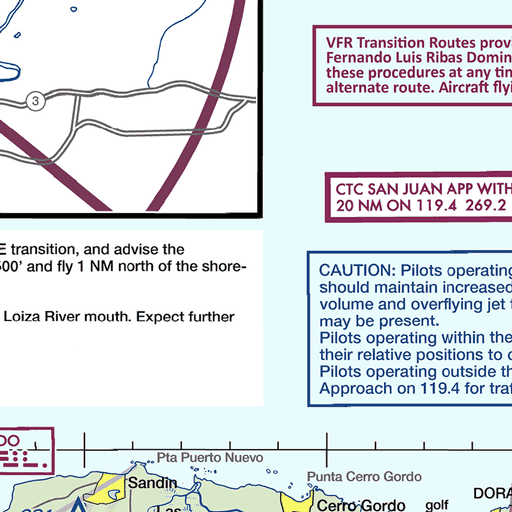 3
VFR Transition Routes prov
Fernando Luis Ribas Domin
these procedures at any tim
alternate route. Aircraft flyi
CTC SAN JUAN APP WITH
20 NM ON 119.4 269.2
E transition, and advise the
500' and fly 1 NM north of the shore-
Loiza River mouth. Expect further
CAUTION: Pilots operating
should maintain increased
volume and overflying jet t
may be present.
Pilots operating within the
their relative positions to o
Pilots operating outside th
Approach on 119.4 for traf
DO
Pta Puerto Nuevo
Sandin
Las
Punta Cerro Gordo
Cerro Gordo
golf
DORA